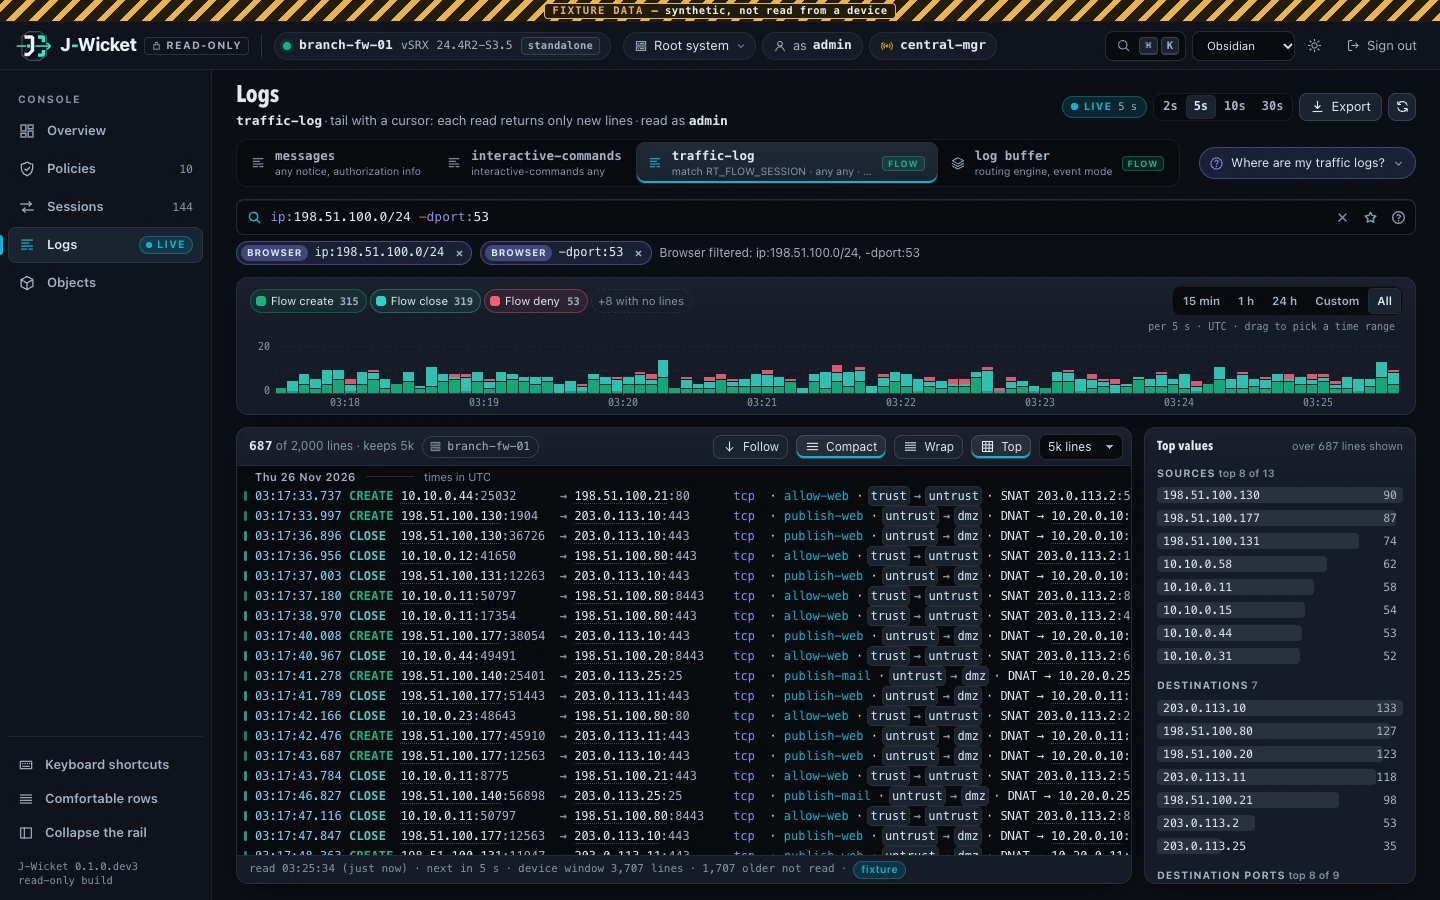 FIXTURE DATA — synthetic, not read from a device
J-Wicket READ-ONLY branch-fw-01 vSRX 24.4R2-S3.5 standalone Root system as admin central-mgr ⌘ K Obsidian Sign out
CONSOLE
Overview
Policies 10
Sessions 144
Logs LIVE
Objects
Keyboard shortcuts
Comfortable rows
Collapse the rail
J-Wicket 0.1.0.dev3
read-only build
Logs
traffic-log · tail with a cursor: each read returns only new lines · read as admin
LIVE 5 s 2s 5s 10s 30s Export
messages
any notice, authorization info
interactive-commands
interactive-commands any
traffic-log
match RT_FLOW_SESSION · any any · … FLOW
log buffer
routing engine, event mode FLOW
Where are my traffic logs?
ip:198.51.100.0/24 -dport:53
BROWSER ip:198.51.100.0/24 × BROWSER -dport:53 × Browser filtered: ip:198.51.100.0/24, -dport:53
Flow create 315 Flow close 319 Flow deny 53 +8 with no lines 15 min 1 h 24 h Custom All
per 5 s · UTC · drag to pick a time range
20
0
03:18 03:19 03:20 03:21 03:22 03:23 03:24 03:25
687 of 2,000 lines · keeps 5k branch-fw-01 Follow Compact Wrap Top 5k lines
Thu 26 Nov 2026 times in UTC
03:17:33.737 CREATE 10.10.0.44:25032 → 198.51.100.21:80 tcp · allow-web · trust → untrust · SNAT 203.0.113.2:5
03:17:33.997 CREATE 198.51.100.130:1904 → 203.0.113.10:443 tcp · publish-web · untrust → dmz · DNAT → 10.20.0.10:
03:17:36.896 CLOSE 198.51.100.130:36726 → 203.0.113.10:443 tcp · publish-web · untrust → dmz · DNAT → 10.20.0.10:
03:17:36.956 CLOSE 10.10.0.12:41650 → 198.51.100.80:443 tcp · allow-web · trust → untrust · SNAT 203.0.113.2:1
03:17:37.003 CLOSE 198.51.100.131:12263 → 203.0.113.10:443 tcp · publish-web · untrust → dmz · DNAT → 10.20.0.10:
03:17:37.180 CREATE 10.10.0.11:50797 → 198.51.100.80:8443 tcp · allow-web · trust → untrust · SNAT 203.0.113.2:8
03:17:38.970 CLOSE 10.10.0.11:17354 → 198.51.100.80:443 tcp · allow-web · trust → untrust · SNAT 203.0.113.2:4
03:17:40.008 CREATE 198.51.100.177:38054 → 203.0.113.10:443 tcp · publish-web · untrust → dmz · DNAT → 10.20.0.10:
03:17:40.967 CLOSE 10.10.0.44:49491 → 198.51.100.20:8443 tcp · allow-web · trust → untrust · SNAT 203.0.113.2:6
03:17:41.278 CREATE 198.51.100.140:25401 → 203.0.113.25:25 tcp · publish-mail · untrust → dmz · DNAT → 10.20.0.25
03:17:41.789 CREATE 198.51.100.177:51443 → 203.0.113.11:443 tcp · publish-web · untrust → dmz · DNAT → 10.20.0.11:
03:17:42.166 CLOSE 10.10.0.23:48643 → 198.51.100.80:80 tcp · allow-web · trust → untrust · SNAT 203.0.113.2:2
03:17:42.476 CREATE 198.51.100.177:45910 → 203.0.113.11:443 tcp · publish-web · untrust → dmz · DNAT → 10.20.0.11:
03:17:43.687 CREATE 198.51.100.177:12563 → 203.0.113.10:443 tcp · publish-web · untrust → dmz · DNAT → 10.20.0.10:
03:17:43.784 CLOSE 10.10.0.11:8775 → 198.51.100.21:443 tcp · allow-web · trust → untrust · SNAT 203.0.113.2:5
03:17:46.827 CREATE 198.51.100.140:56898 → 203.0.113.25:25 tcp · publish-mail · untrust → dmz · DNAT → 10.20.0.25
03:17:47.116 CLOSE 10.10.0.11:50797 → 198.51.100.80:8443 tcp · allow-web · trust → untrust · SNAT 203.0.113.2:8
03:17:47.847 CREATE 198.51.100.177:12563 → 203.0.113.10:443 tcp · publish-web · untrust → dmz · DNAT → 10.20.0.10:
read 03:25:34 (just now) · next in 5 s · device window 3,707 lines · 1,707 older not read · fixture
Top values over 687 lines shown
SOURCES top 8 of 13
198.51.100.130 90
198.51.100.177 87
198.51.100.131 74
10.10.0.58 62
10.10.0.11 58
10.10.0.15 54
10.10.0.44 53
10.10.0.31 52
DESTINATIONS 7
203.0.113.10 133
198.51.100.80 127
198.51.100.20 123
203.0.113.11 118
198.51.100.21 98
203.0.113.2 53
203.0.113.25 35
DESTINATION PORTS top 8 of 9